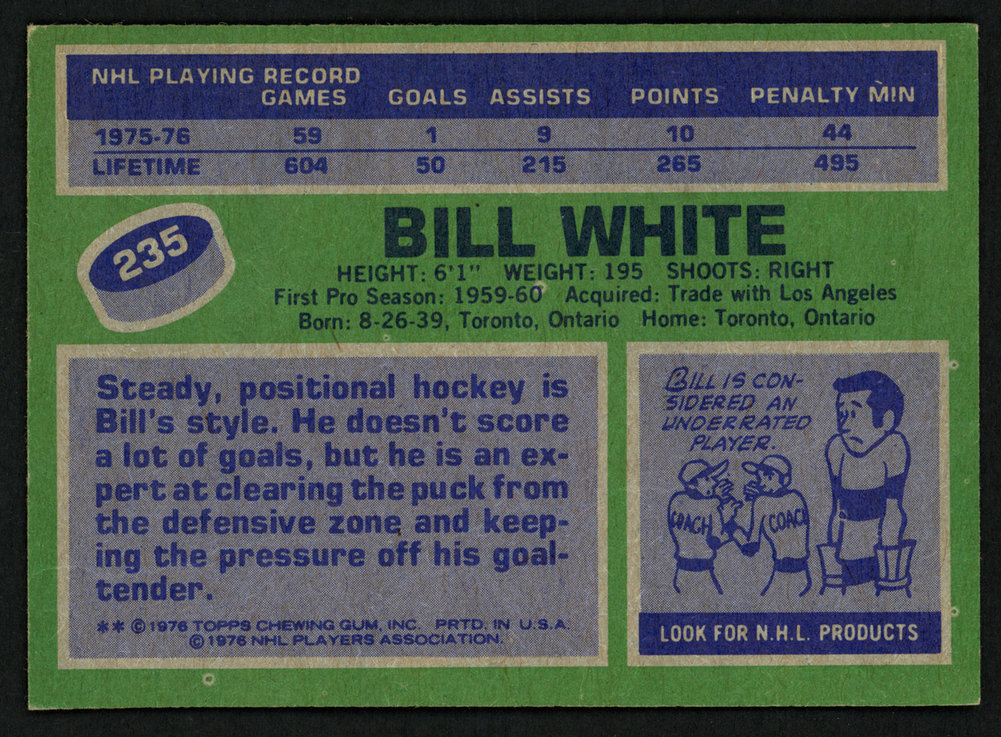 NHL PLAYING RECORD
GAMES GOALS ASSISTS POINTS PENALTY MIN
1975-76 59 1 9 10 44
LIFETIME 604 50 215 265 495
235
BILL WHITE
HEIGHT: 6'1" WEIGHT: 195 SHOOTS: RIGHT
First Pro Season: 1959-60 Acquired: Trade with Los Angeles
Born: 8-26-39, Toronto, Ontario Home: Toronto, Ontario
Steady, positional hockey is
Bill's style. He doesn't score
a lot of goals, but he is an ex-
pert at clearing the puck from
the defensive zone and keep-
ing the pressure off his goal-
tender.
** ©1976 TOPPS CHEWING GUM, INC. PRTD. IN U.S.A.
©1976 NHL PLAYERS ASSOCIATION.
BILL IS CON-
SIDERED AN
UNDERRATED
PLAYER.
COACH COACH
LOOK FOR N.H.L. PRODUCTS